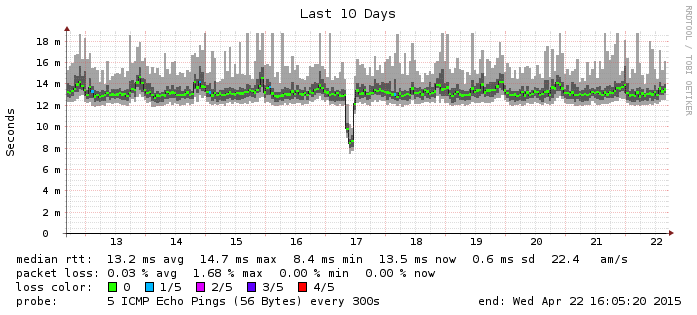 Last 10 Days
RRDTOOL / TOBI OETIKER
Seconds
18 m
16 m
14 m
12 m
10 m
8 m
6 m
4 m
2 m
0
13 14 15 16 17 18 19 20 21 22
median rtt: 13.2 ms avg 14.7 ms max 8.4 ms min 13.5 ms now 0.6 ms sd 22.4 am/s
packet loss: 0.03 % avg 1.68 % max 0.00 % min 0.00 % now
loss color: 0 1/5 2/5 3/5 4/5
probe: 5 ICMP Echo Pings (56 Bytes) every 300s end: Wed Apr 22 16:05:20 2015